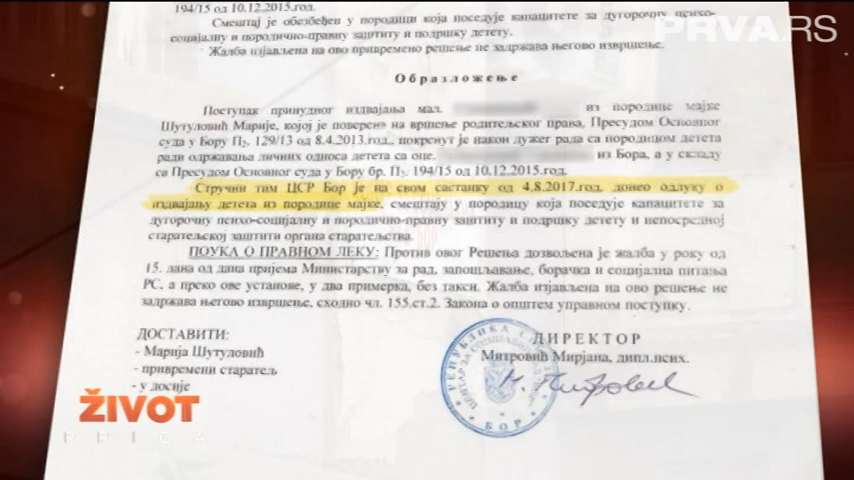 194/15 од 10.12.2015.год.
Смештај је обезбеђен у породици која поседује капацитете за дугорочну психо-
социјалну и породично-правну заштиту и подршку детету.
Жалба изјављена на ово привремено решење не задржава његово извршење.
PRVA.RS
Образложење
Поступак принудног издвајања мал. из породице мајке
Шутуловић Марије, којој је поверено на вршење родитељског права, Пресудом Основног
суда у Бору П2. 129/13 од 8.4.2013.год., покренут је након дужег рада са породицом детета
ради одржавања личних односа детета са оцем из Бора, а у складу
са Пресудом Основног суда у Бору бр. П2. 194/15 од 10.12.2015.год.
Стручни тим ЦСР Бор је на свом састанку од 4.8.2017.год. донео одлуку о
издвајању детета из породице мајке, смештају у породицу која поседује капацитете за
дугорочну психо-социјалну и породично-правну заштиту и подршку детету и непосредној
старатељској заштити органа старатељства.
ПОУКА О ПРАВНОМ ЛЕКУ: Против овог Решења дозвољена је жалба у року од
15. дана од дана пријема Министарству за рад, запошљавање, борачка и социјална питања
РС, а преко ове установе, у два примерка, без такси. Жалба изјављена на ово решење не
задржава његово извршење, сходно чл. 155.ст.2. Закона о општем управном поступку.
ДОСТАВИТИ:
- Марија Шутуловић
- привремени старатељ
- у досије
ДИРЕКТОР
Митровић Мирјана, дипл.псих.
РЕПУБЛИКА
ЦЕНТАР ЗА СОЦИЈАЛНИ РАД
БОР
ŽIVOT
PRIČA